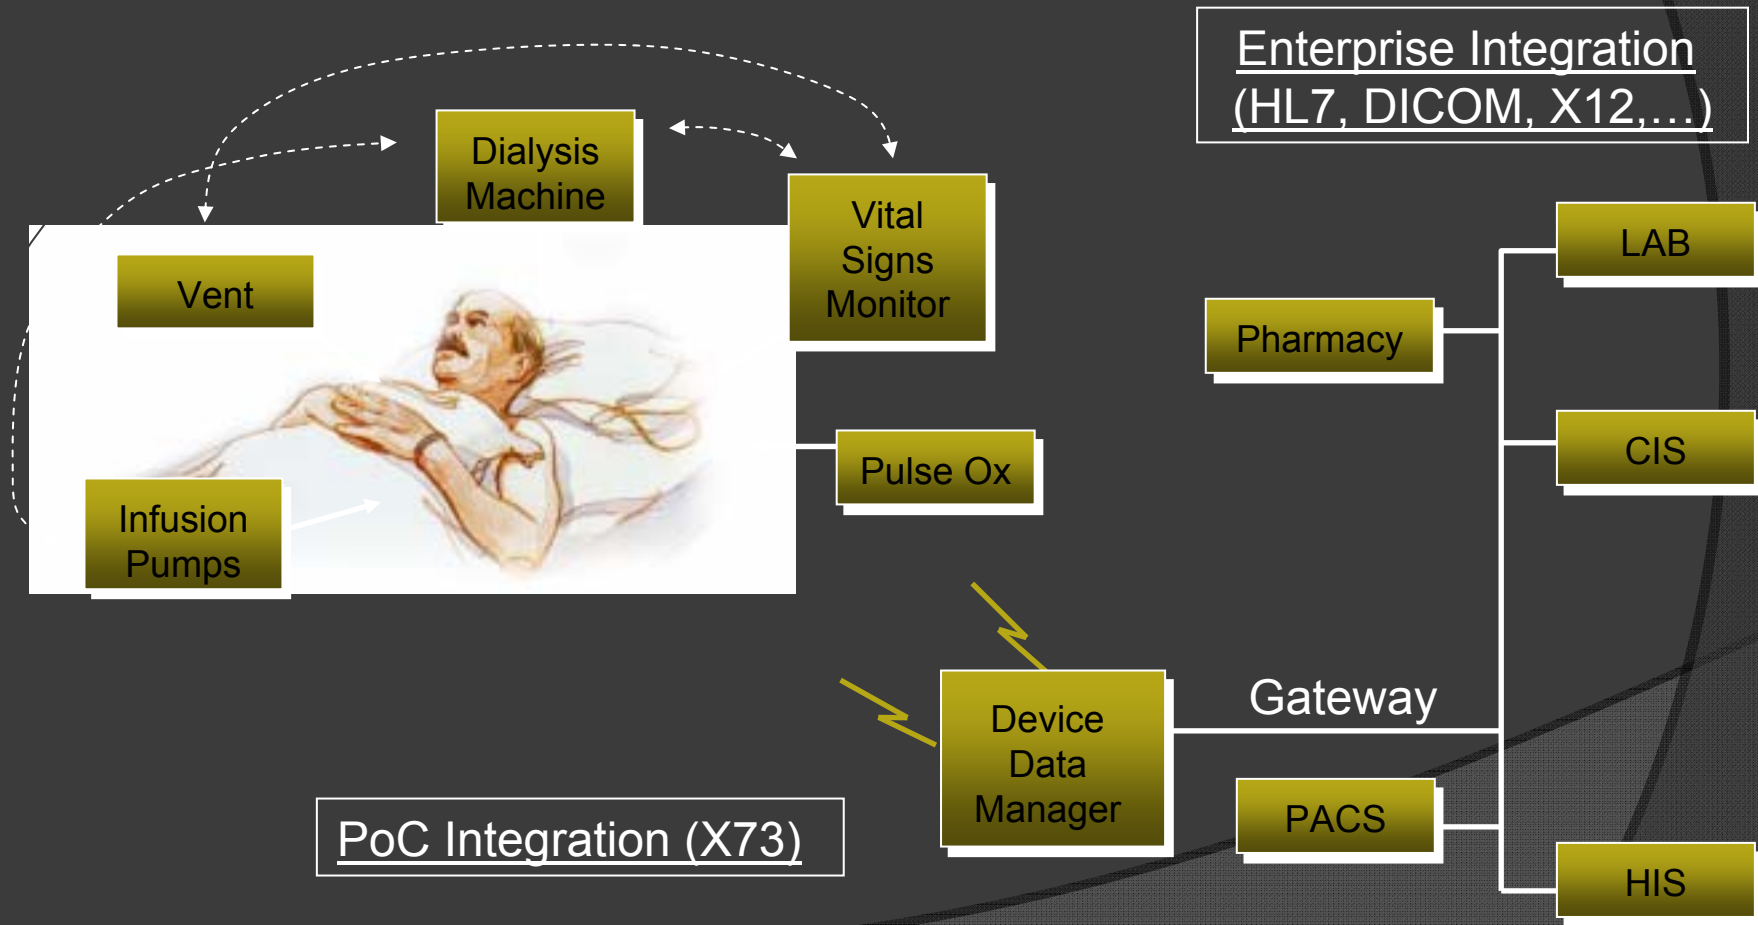 Enterprise Integration
(HL7, DICOM, X12,...)
Dialysis
Machine
Vital
Signs
Monitor
Vent
LAB
Pharmacy
CIS
Pulse Ox
Infusion
Pumps
Gateway
Device
Data
Manager
PACS
PoC Integration (X73)
HIS